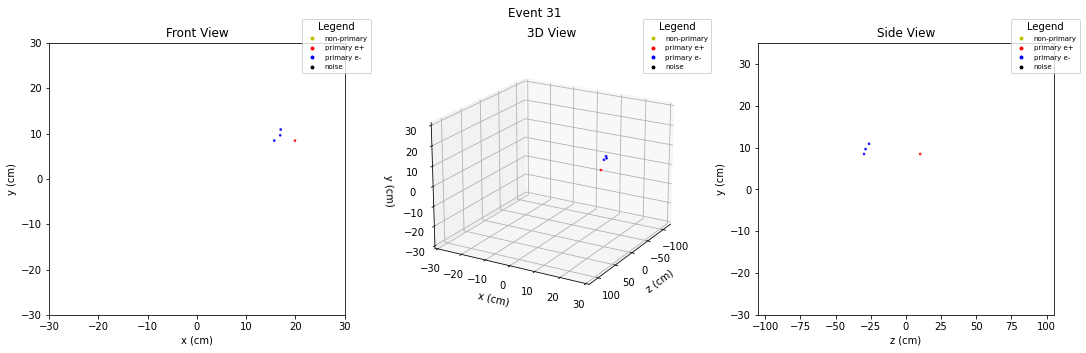 Event 31
Front View
Legend
non-primary
primary e+
primary e-
noise
30
20
10
0
−10
−20
−30
y (cm)
−30
−20
−10
0
10
20
30
x (cm)
3D View
Legend
non-primary
primary e+
primary e-
noise
30
20
10
0
−10
−20
−30
y (cm)
−30
−20
−10
0
10
20
30
x (cm)
−100
−50
0
50
100
z (cm)
Side View
Legend
non-primary
primary e+
primary e-
noise
30
20
10
0
−10
−20
−30
y (cm)
−100
−75
−50
−25
0
25
50
75
100
z (cm)